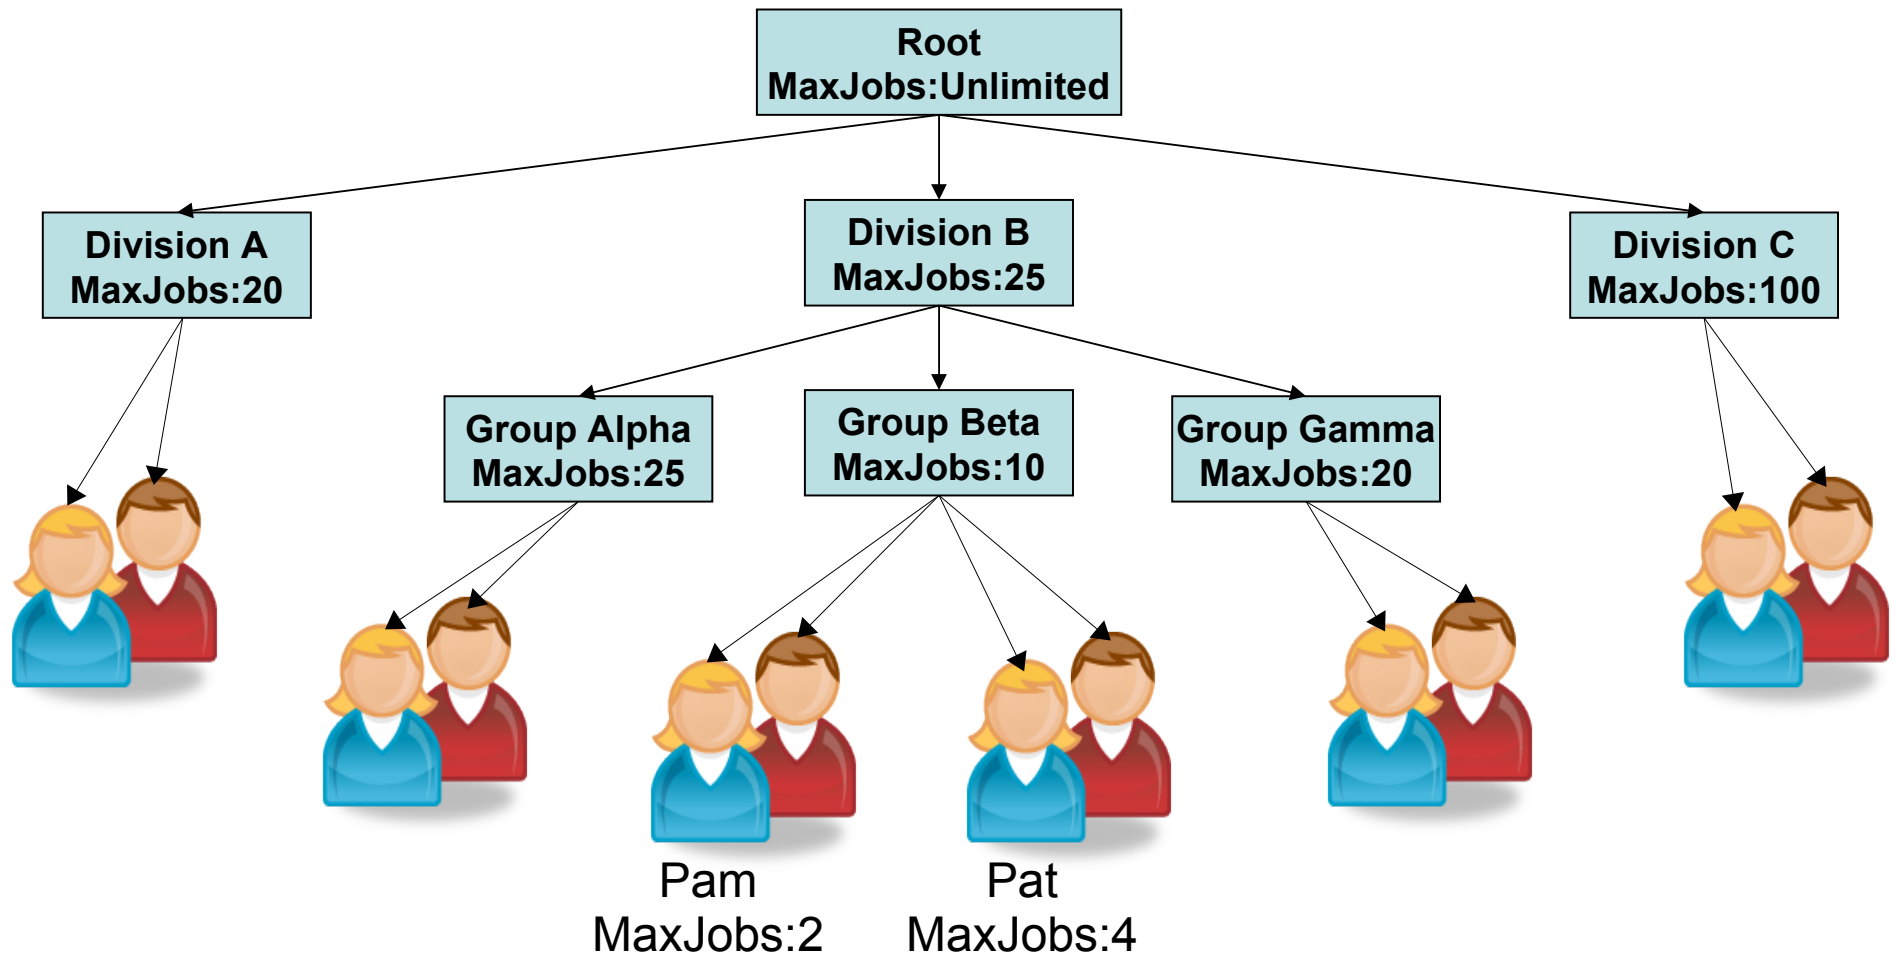 Root
MaxJobs:Unlimited
Division A
MaxJobs:20
Division B
MaxJobs:25
Division C
MaxJobs:100
Group Alpha
MaxJobs:25
Group Beta
MaxJobs:10
Group Gamma
MaxJobs:20
Pam
MaxJobs:2
Pat
MaxJobs:4